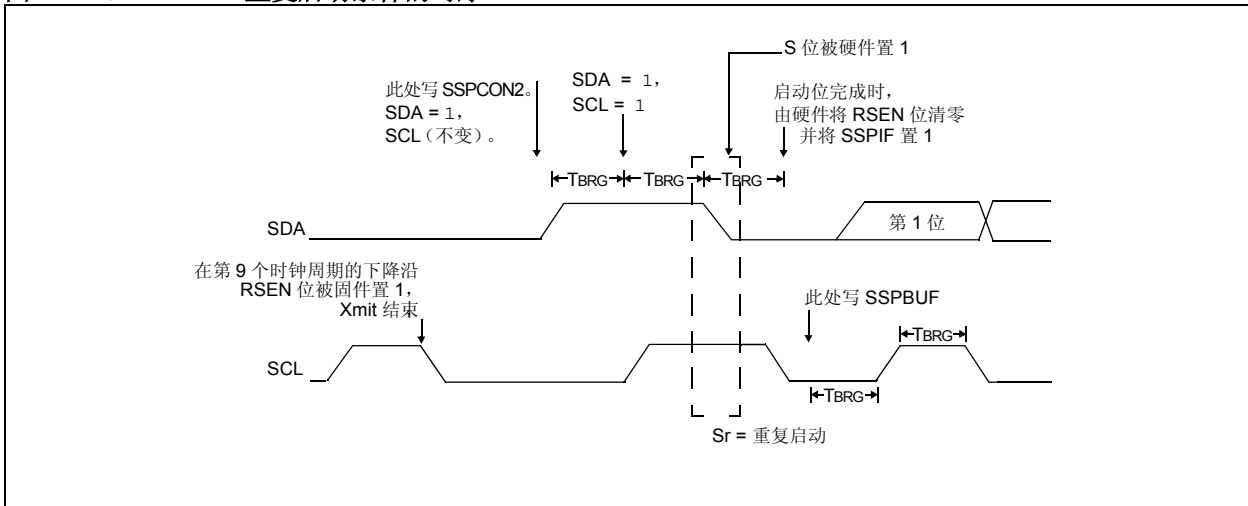 S 位被硬件置 1
此处写 SSPCON2。
SDA = 1，
SCL（不变）。
SDA = 1，
SCL = 1
启动位完成时，
由硬件将 RSEN 位清零
并将 SSPIF 置 1
TBRG
TBRG
TBRG
SDA
第 1 位
在第 9 个时钟周期的下降沿
RSEN 位被固件置 1，
Xmit 结束
此处写 SSPBUF
TBRG
SCL
TBRG
Sr = 重复启动